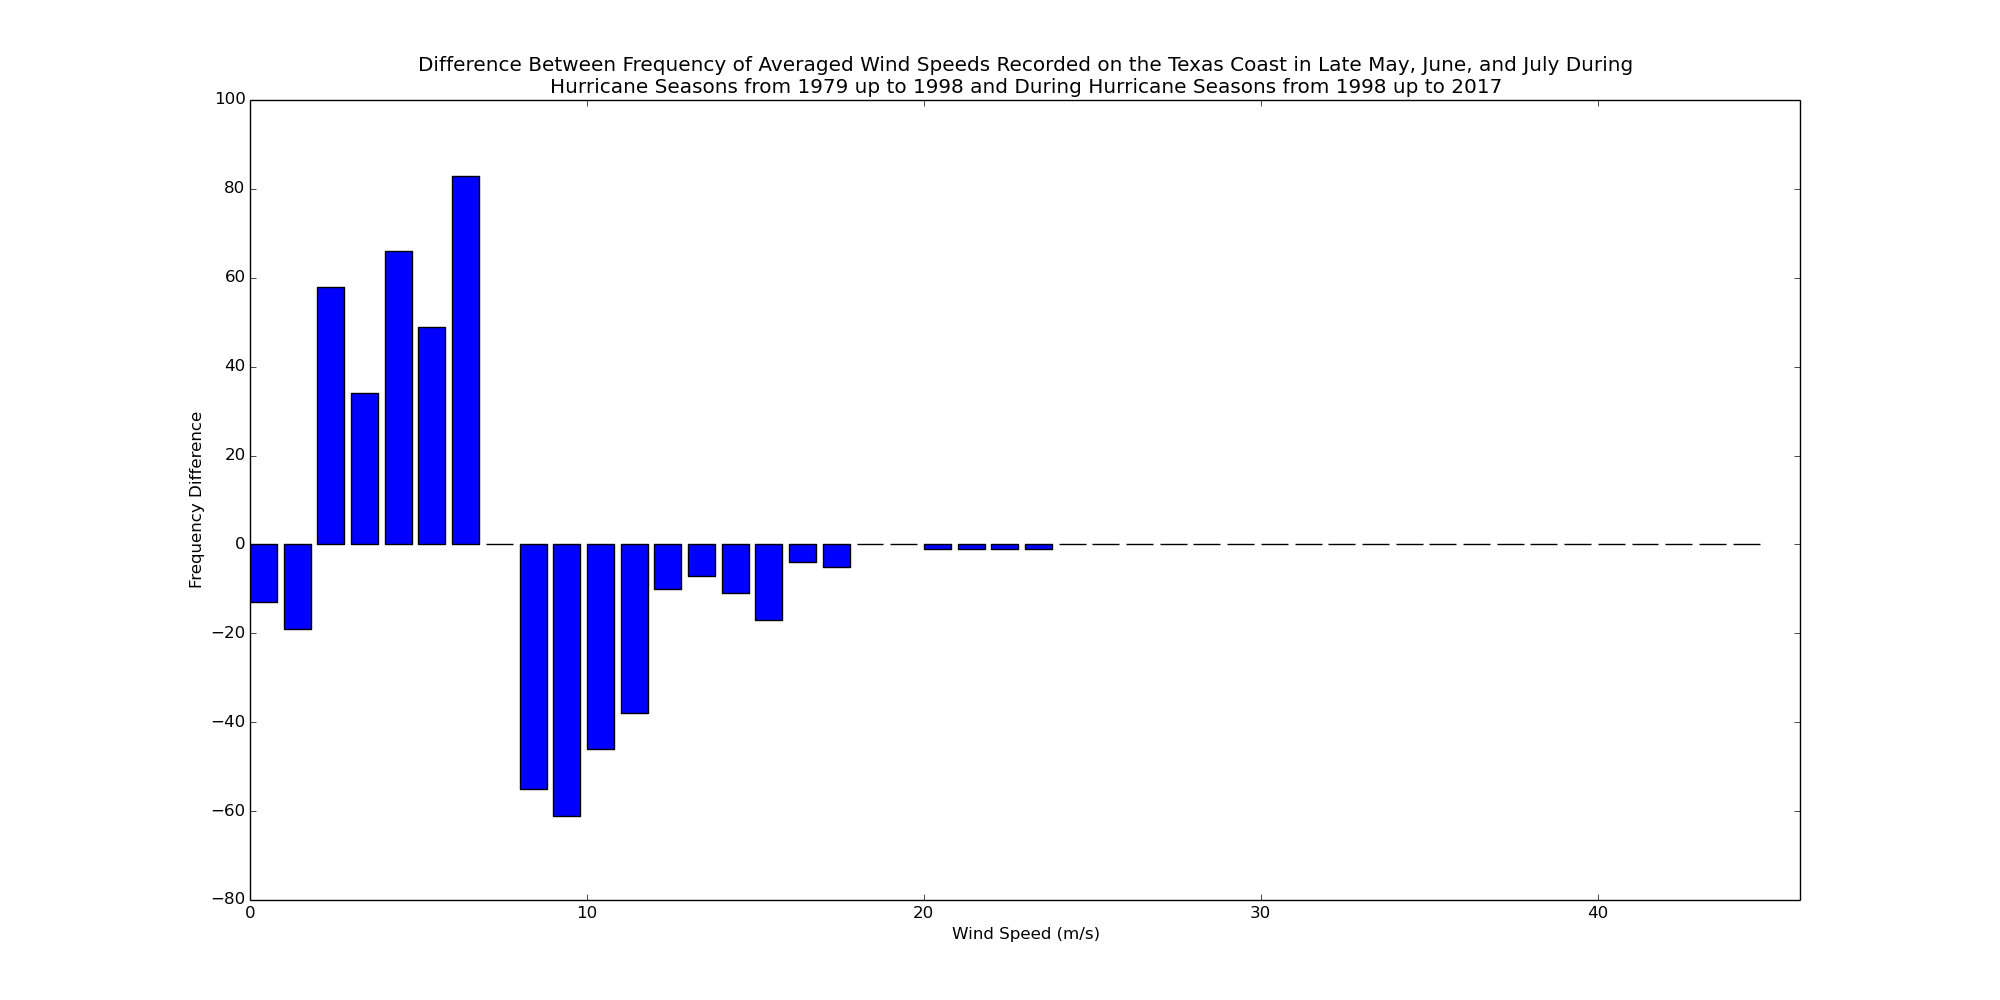 Difference Between Frequency of Averaged Wind Speeds Recorded on the Texas Coast in Late May, June, and July During
Hurricane Seasons from 1979 up to 1998 and During Hurricane Seasons from 1998 up to 2017
100
80
60
40
20
0
−20
−40
−60
−80
Frequency Difference
0 10 20 30 40
Wind Speed (m/s)